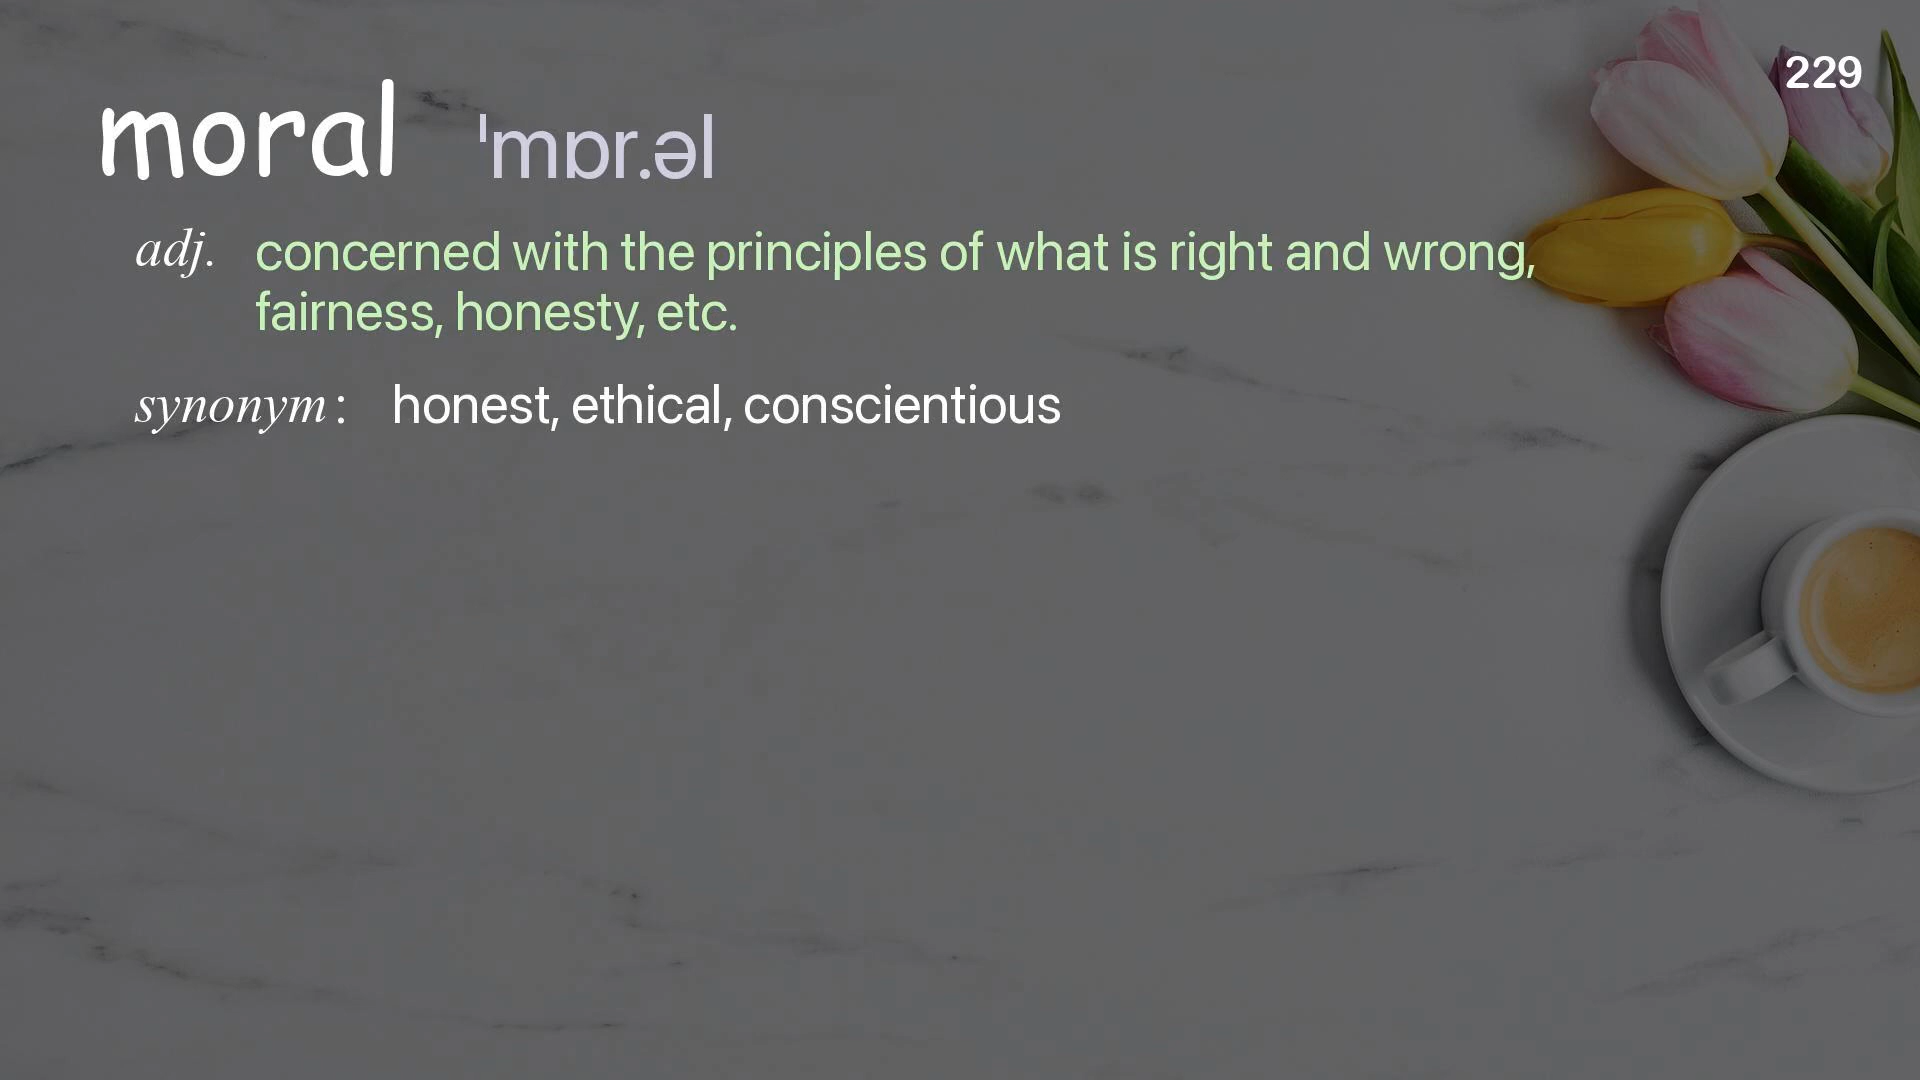 229
moral ˈmɒr.əl
adj. concerned with the principles of what is right and wrong,
fairness, honesty, etc.
synonym : honest, ethical, conscientious